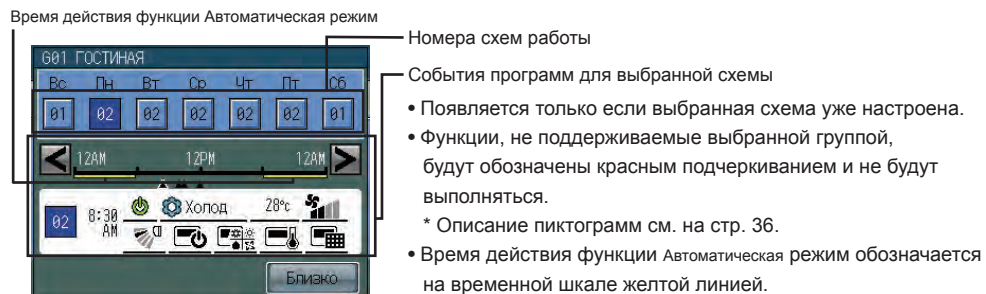 Время действия функции Автоматическая режим
Номера схем работы
G01 ГОСТИНАЯ
Вс Пн Вт Ср Чт Пт Сб
01 02 02 02 02 02 01
События программ для выбранной схемы
• Появляется только если выбранная схема уже настроена.
• Функции, не поддерживаемые выбранной группой,
будут обозначены красным подчеркиванием и не будут
выполняться.
* Описание пиктограмм см. на стр. 36.
• Время действия функции Автоматическая режим обозначается
на временной шкале желтой линией.
< 12AM 12PM 12AM >
02 8:30 AM Холод 28°c
Близко